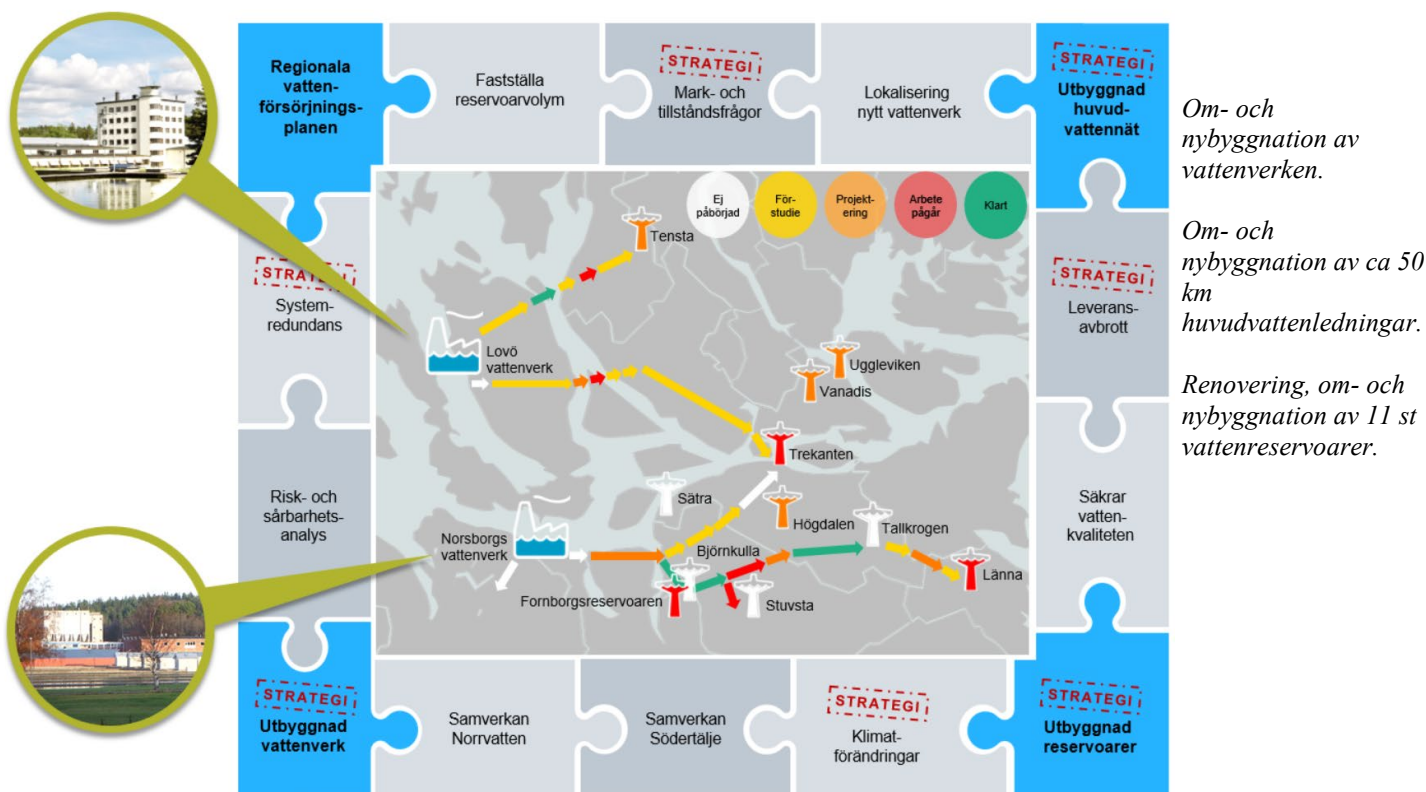 Regionala
vatten-
försörjnings-
planen
Fastställa
reservoarvolym
STRATEGI
Mark- och
tillståndsfrågor
Lokalisering
nytt vattenverk
STRATEGI
Utbyggnad
huvud-
vattennät
STRATEGI
System-
redundans
STRATEGI
Leverans-
avbrott
Risk- och
sårbarhets-
analys
Säkrar
vatten-
kvaliteten
STRATEGI
Utbyggnad
vattenverk
Samverkan
Norrvatten
Samverkan
Södertälje
STRATEGI
Klimat-
förändringar
STRATEGI
Utbyggnad
reservoarer
Ej
påbörjad
För-
studie
Projekt-
ering
Arbete
pågår
Klart
Tensta
Lovö
vattenverk
Uggleviken
Vanadis
Trekanten
Sätra
Högdalen
Tallkrogen
Norsborgs
vattenverk
Björnkulla
Länna
Fornborgsreservoaren
Stuvsta
Om- och
nybyggnation av
vattenverken.
Om- och
nybyggnation av ca 50
km
huvudvattenledningar.
Renovering, om- och
nybyggnation av 11 st
vattenreservoarer.